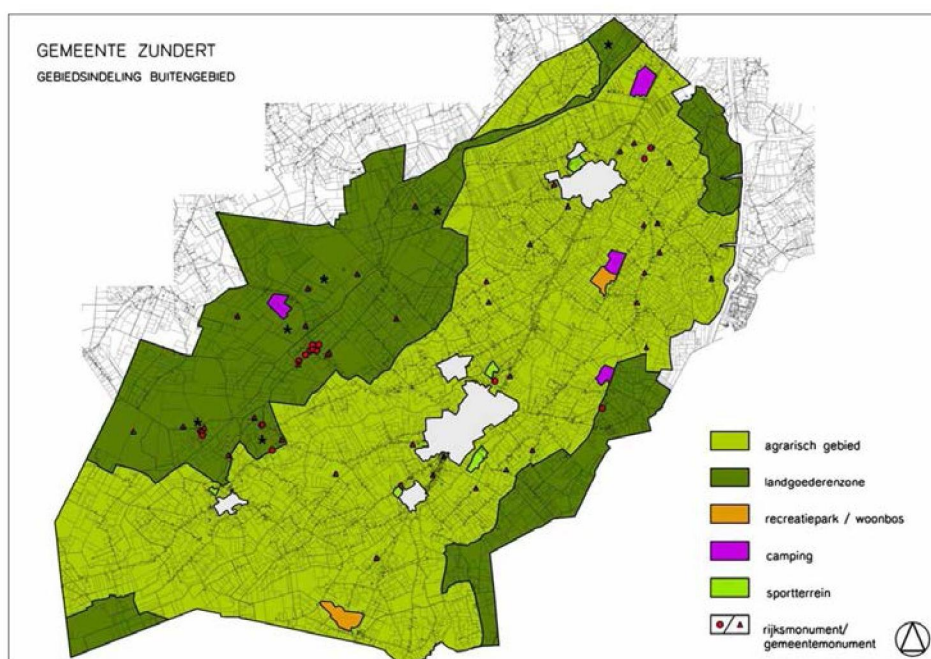 GEMEENTE ZUNDERT
GEBIEDSINDELING BUITENGEBIED
agrarisch gebied
landgoederenzone
recreatiepark / woonbos
camping
sportterrein
rijksmonument/
gemeentemonument